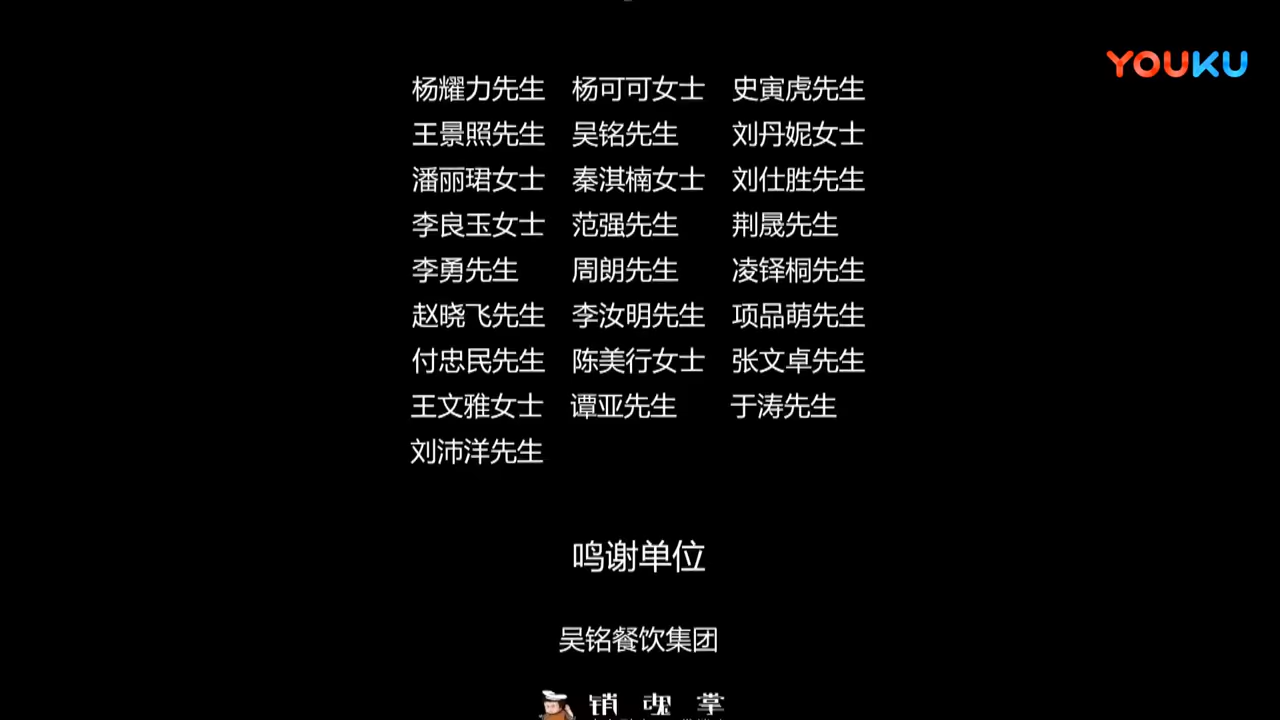 YOUKU
杨耀力先生 杨可可女士 史寅虎先生
王景照先生 吴铭先生 刘丹妮女士
潘丽珺女士 秦淇楠女士 刘仕胜先生
李良玉女士 范强先生 荆晟先生
李勇先生 周朗先生 凌铎桐先生
赵晓飞先生 李汝明先生 项品萌先生
付忠民先生 陈美行女士 张文卓先生
王文雅女士 谭亚先生 于涛先生
刘沛洋先生
鸣谢单位
吴铭餐饮集团
销魂掌